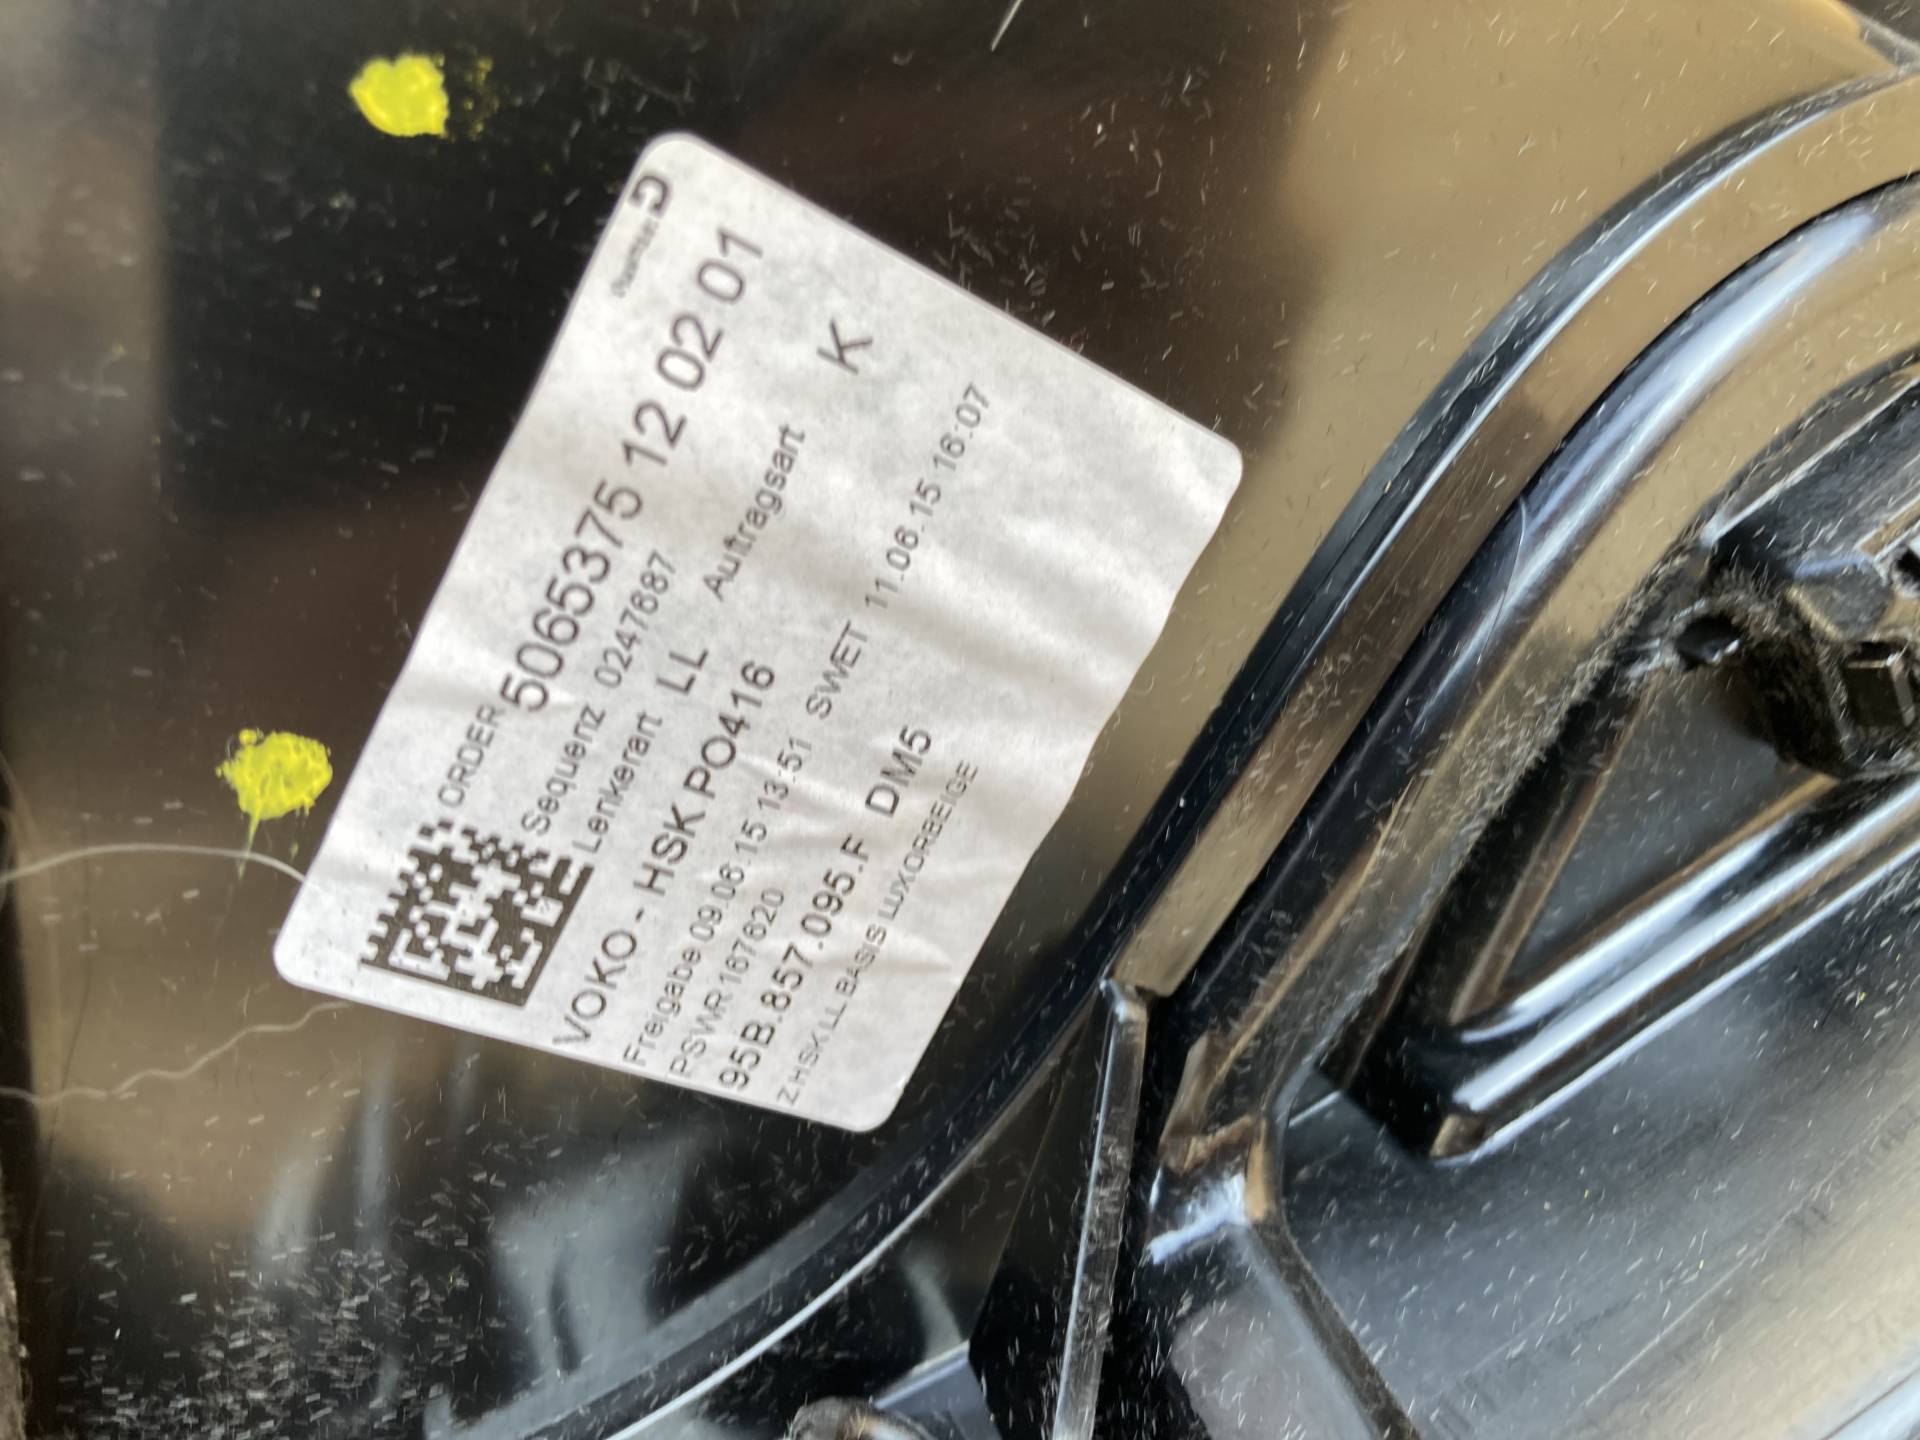 ORDER 5065375 12 02 01
Sequenz 0247687
Lenkerart LL Auftragsart K
VOKO - HSK PO416
Freigabe 09.06.15 13:51 SWET 11.06.15 16:07
PSWR 167620
95B.857.095.F DM5
Z HSK LL BASIS LUXORBEIGE